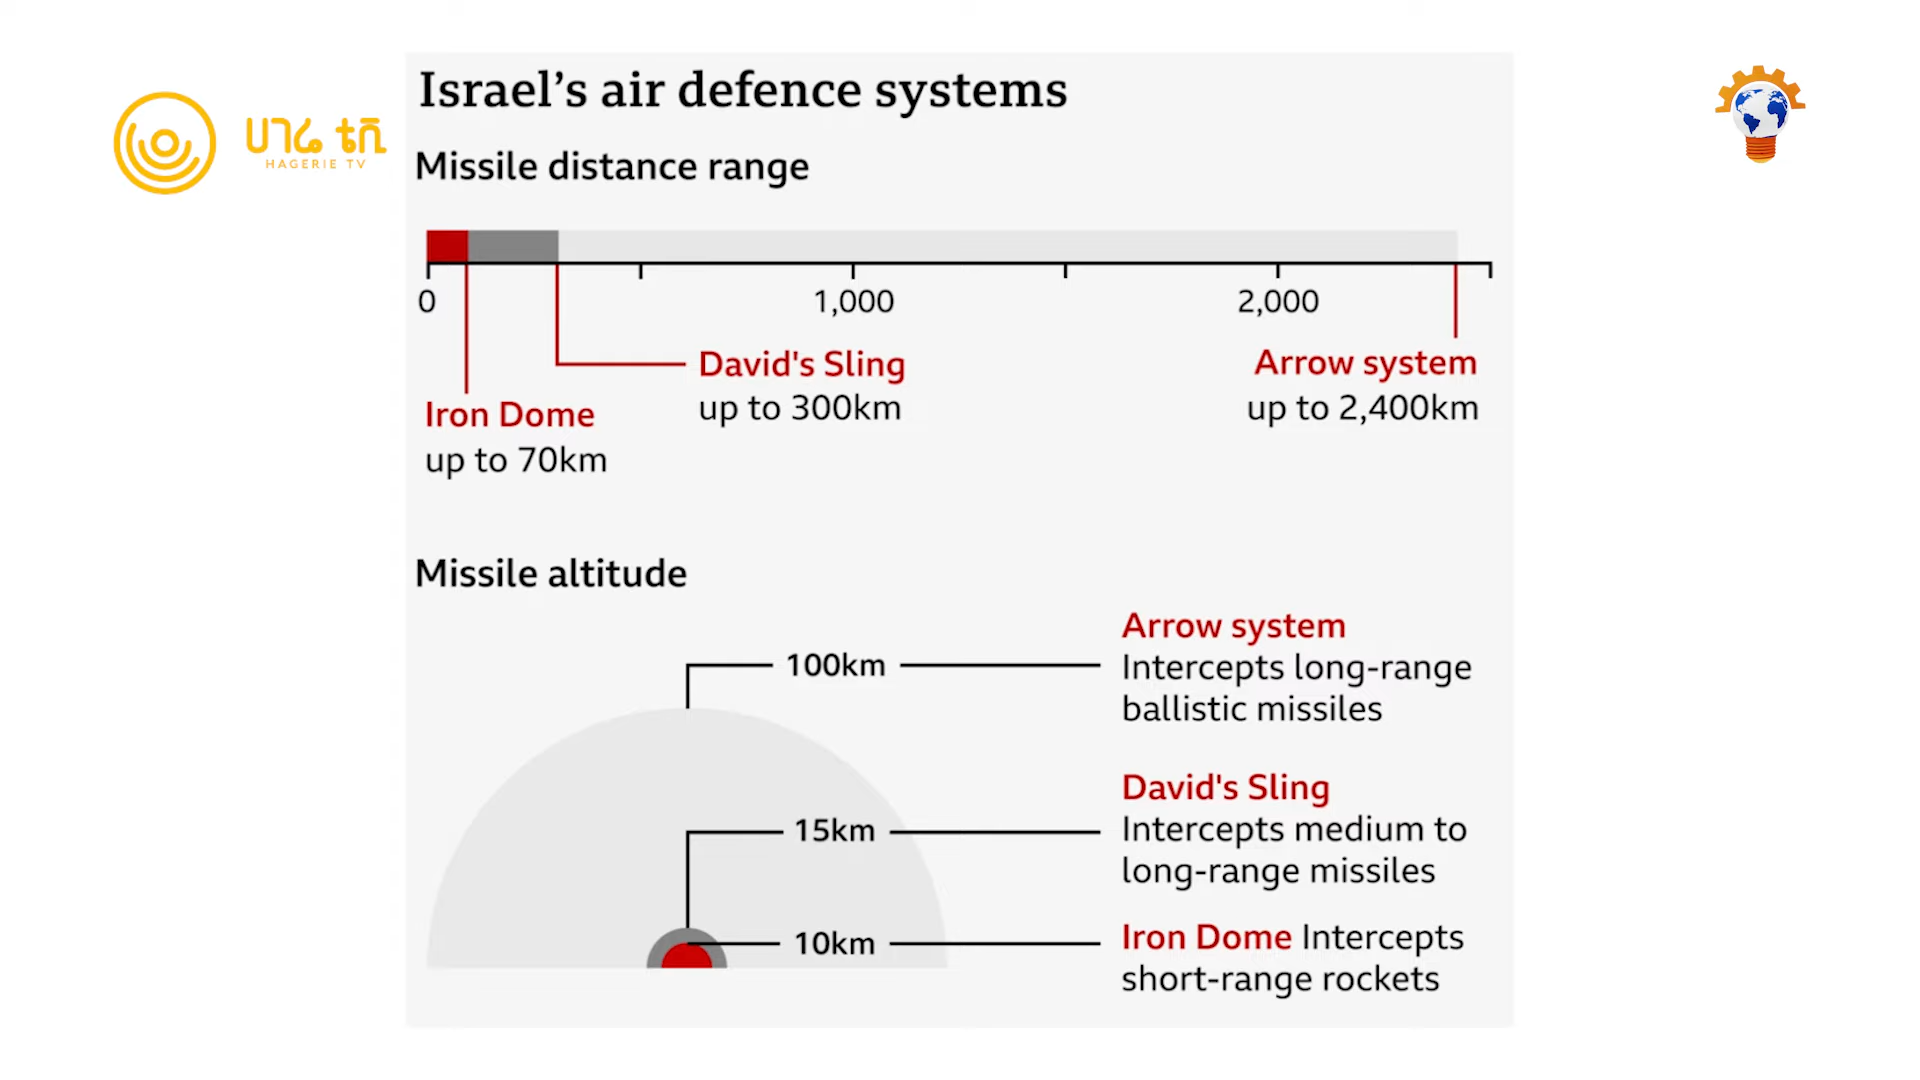 Israel's air defence systems
ሀገሬ ቴቪ
HAGERIE TV
Missile distance range
0
1,000
2,000
David's Sling
up to 300km
Arrow system
up to 2,400km
Iron Dome
up to 70km
Missile altitude
100km
Arrow system
Intercepts long-range
ballistic missiles
15km
David's Sling
Intercepts medium to
long-range missiles
10km
Iron Dome Intercepts
short-range rockets